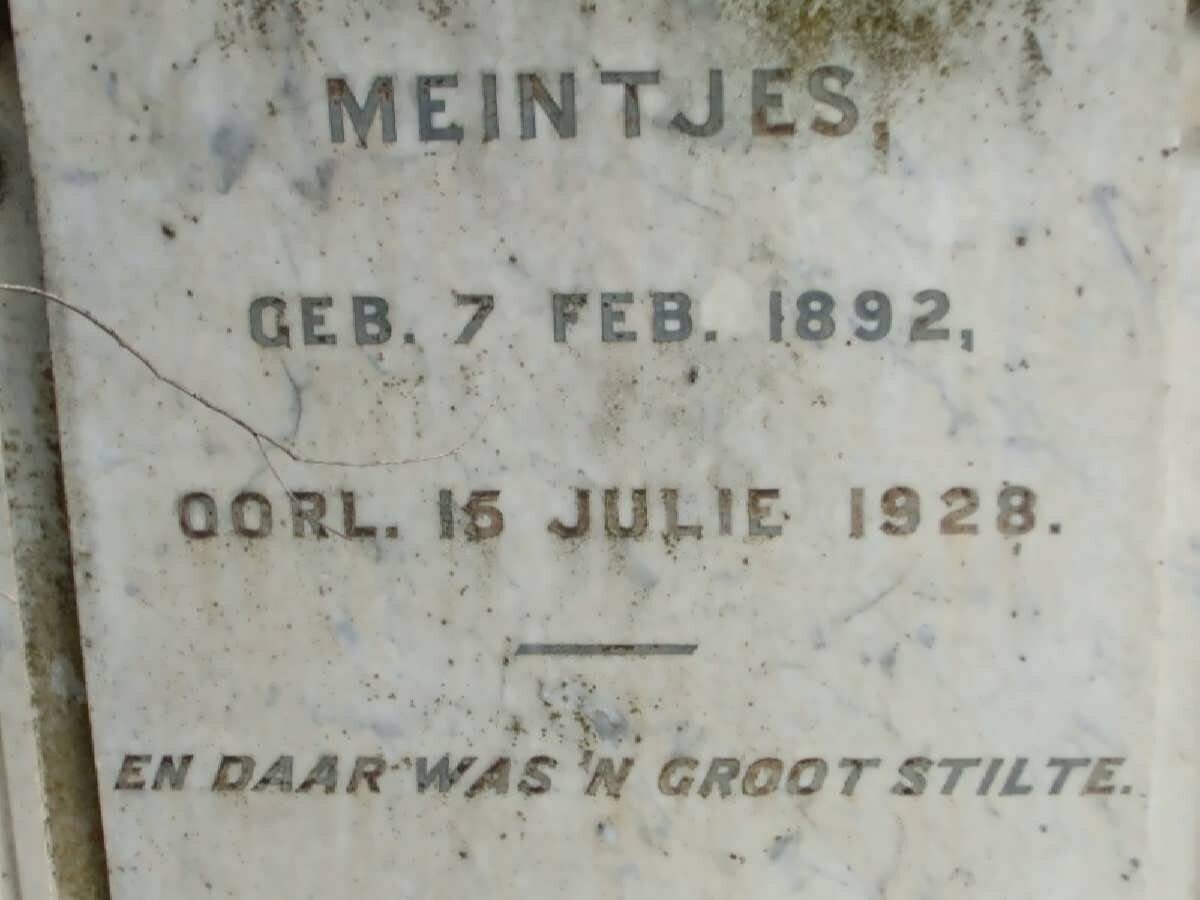 MEINTJES,
GEB. 7 FEB. 1892,
OORL. 15 JULIE 1928.
EN DAAR WAS 'N GROOT STILTE.